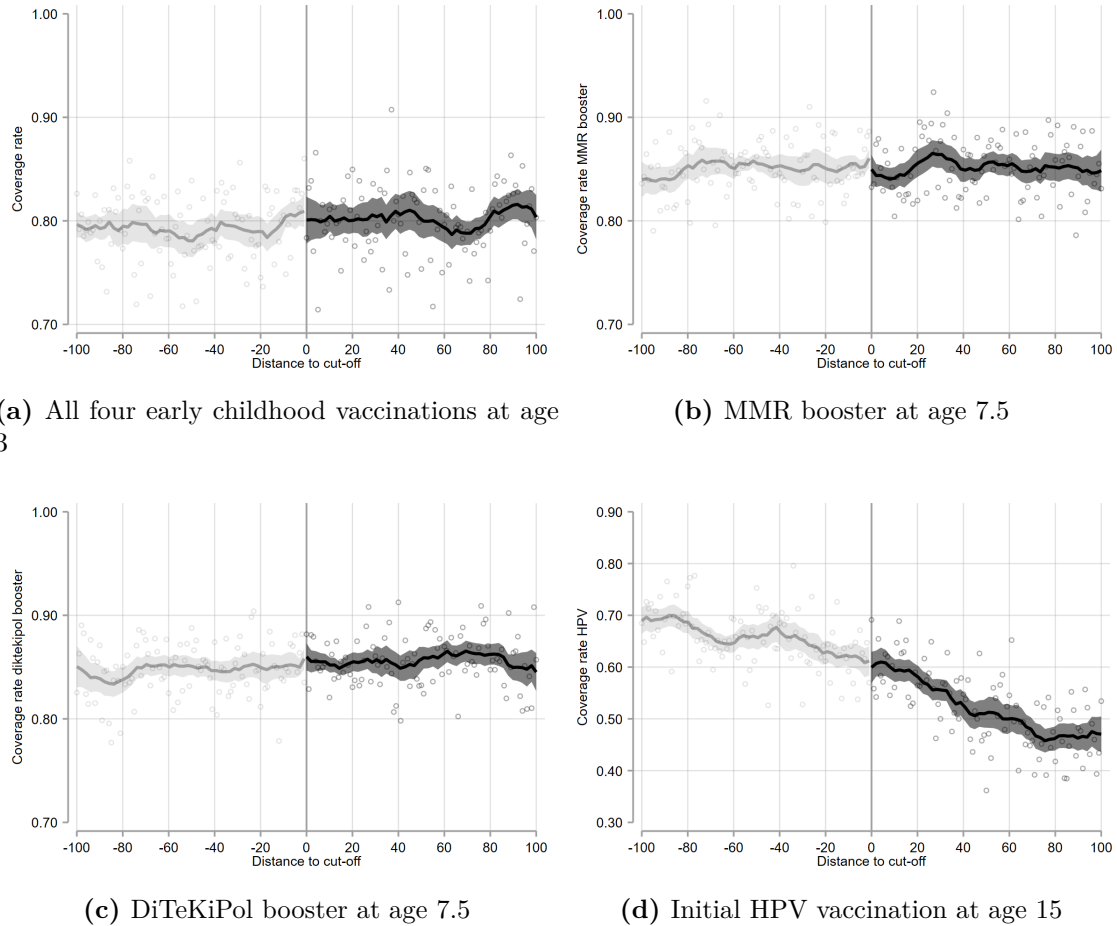 1.00
0.90
0.80
0.70
Coverage rate
-100 -80 -60 -40 -20 0 20 40 60 80 100
Distance to cut-off
(a) All four early childhood vaccinations at age
3
1.00
0.90
0.80
0.70
Coverage rate MMR booster
-100 -80 -60 -40 -20 0 20 40 60 80 100
Distance to cut-off
(b) MMR booster at age 7.5
1.00
0.90
0.80
0.70
Coverage rate ditekipol booster
-100 -80 -60 -40 -20 0 20 40 60 80 100
Distance to cut-off
(c) DiTeKiPol booster at age 7.5
0.90
0.80
0.70
0.60
0.50
0.40
0.30
Coverage rate HPV
-100 -80 -60 -40 -20 0 20 40 60 80 100
Distance to cut-off
(d) Initial HPV vaccination at age 15